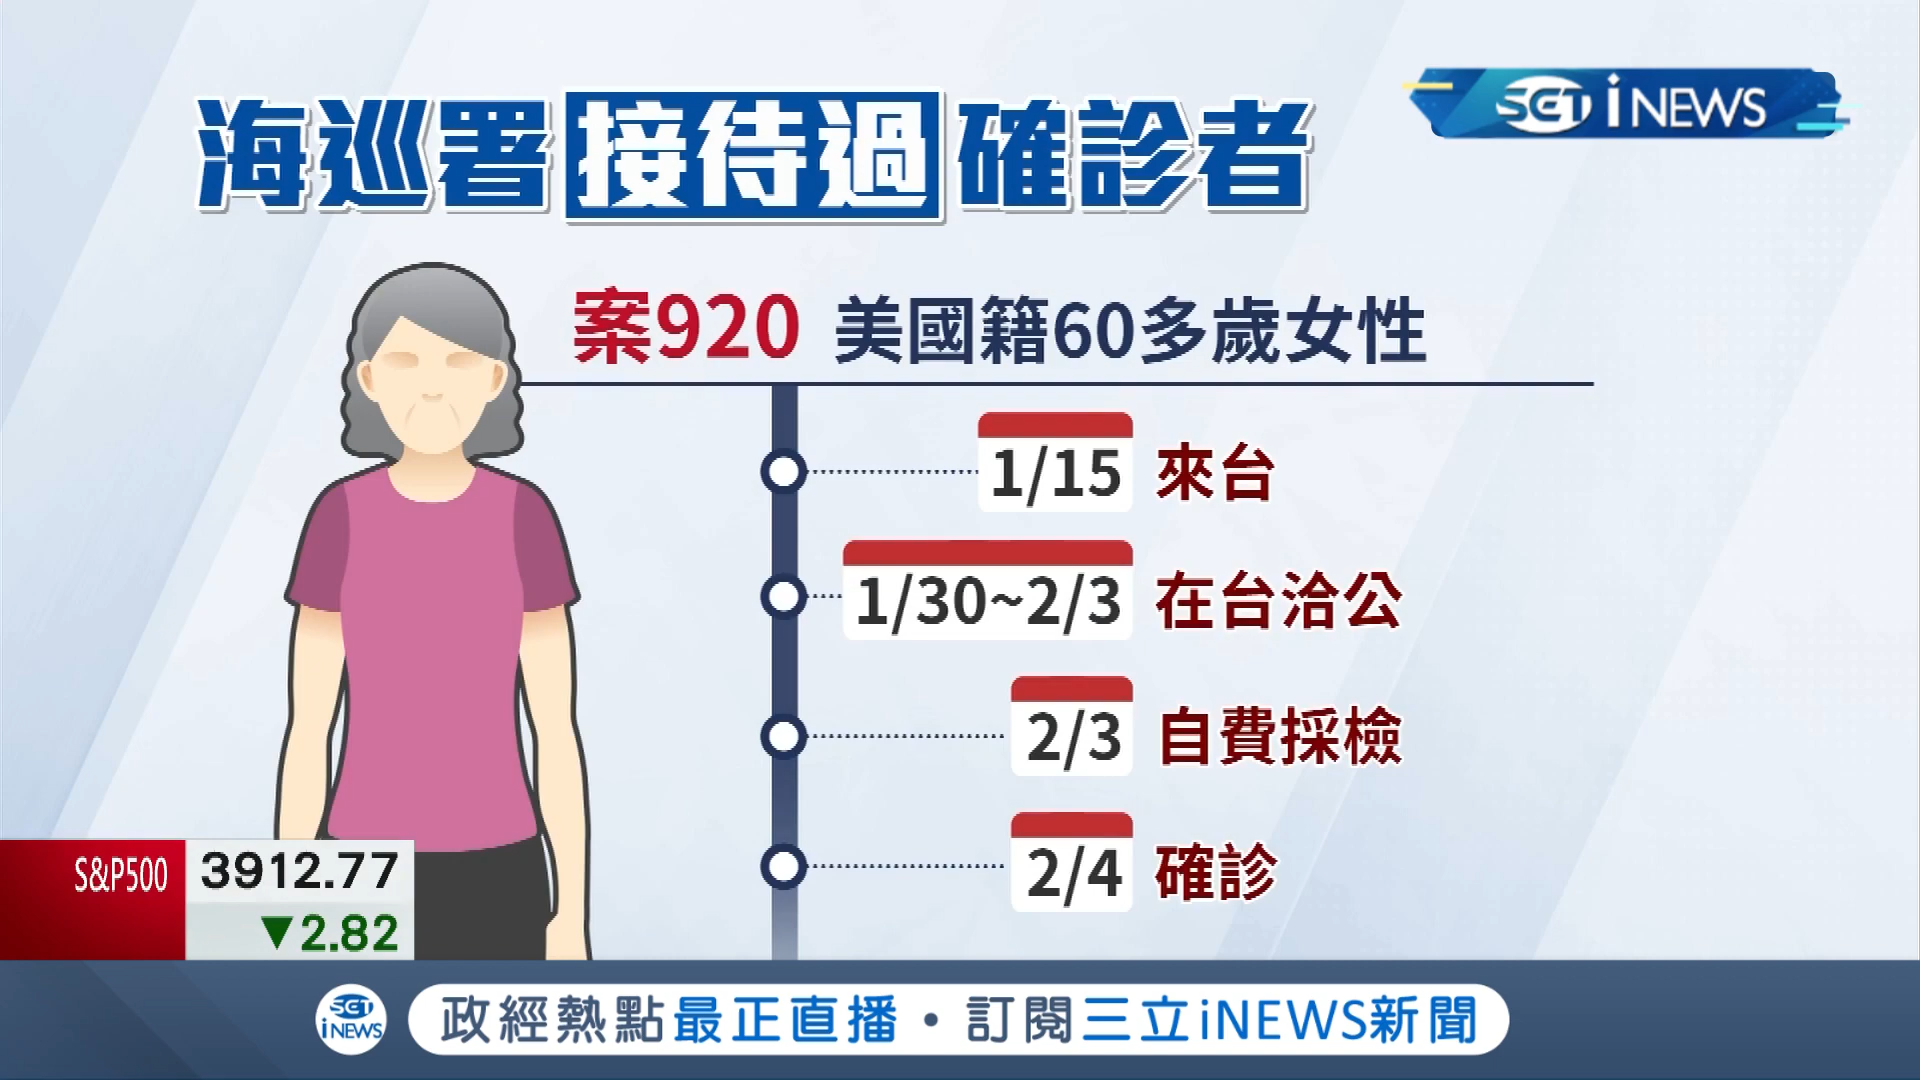 海巡署接待過確診者
SET iNEWS
案920 美國籍60多歲女性
1/15 來台
1/30~2/3 在台洽公
2/3 自費採檢
2/4 確診
S&P500 3912.77
▼2.82
SET iNEWS 政經熱點最正直播・訂閱三立iNEWS新聞